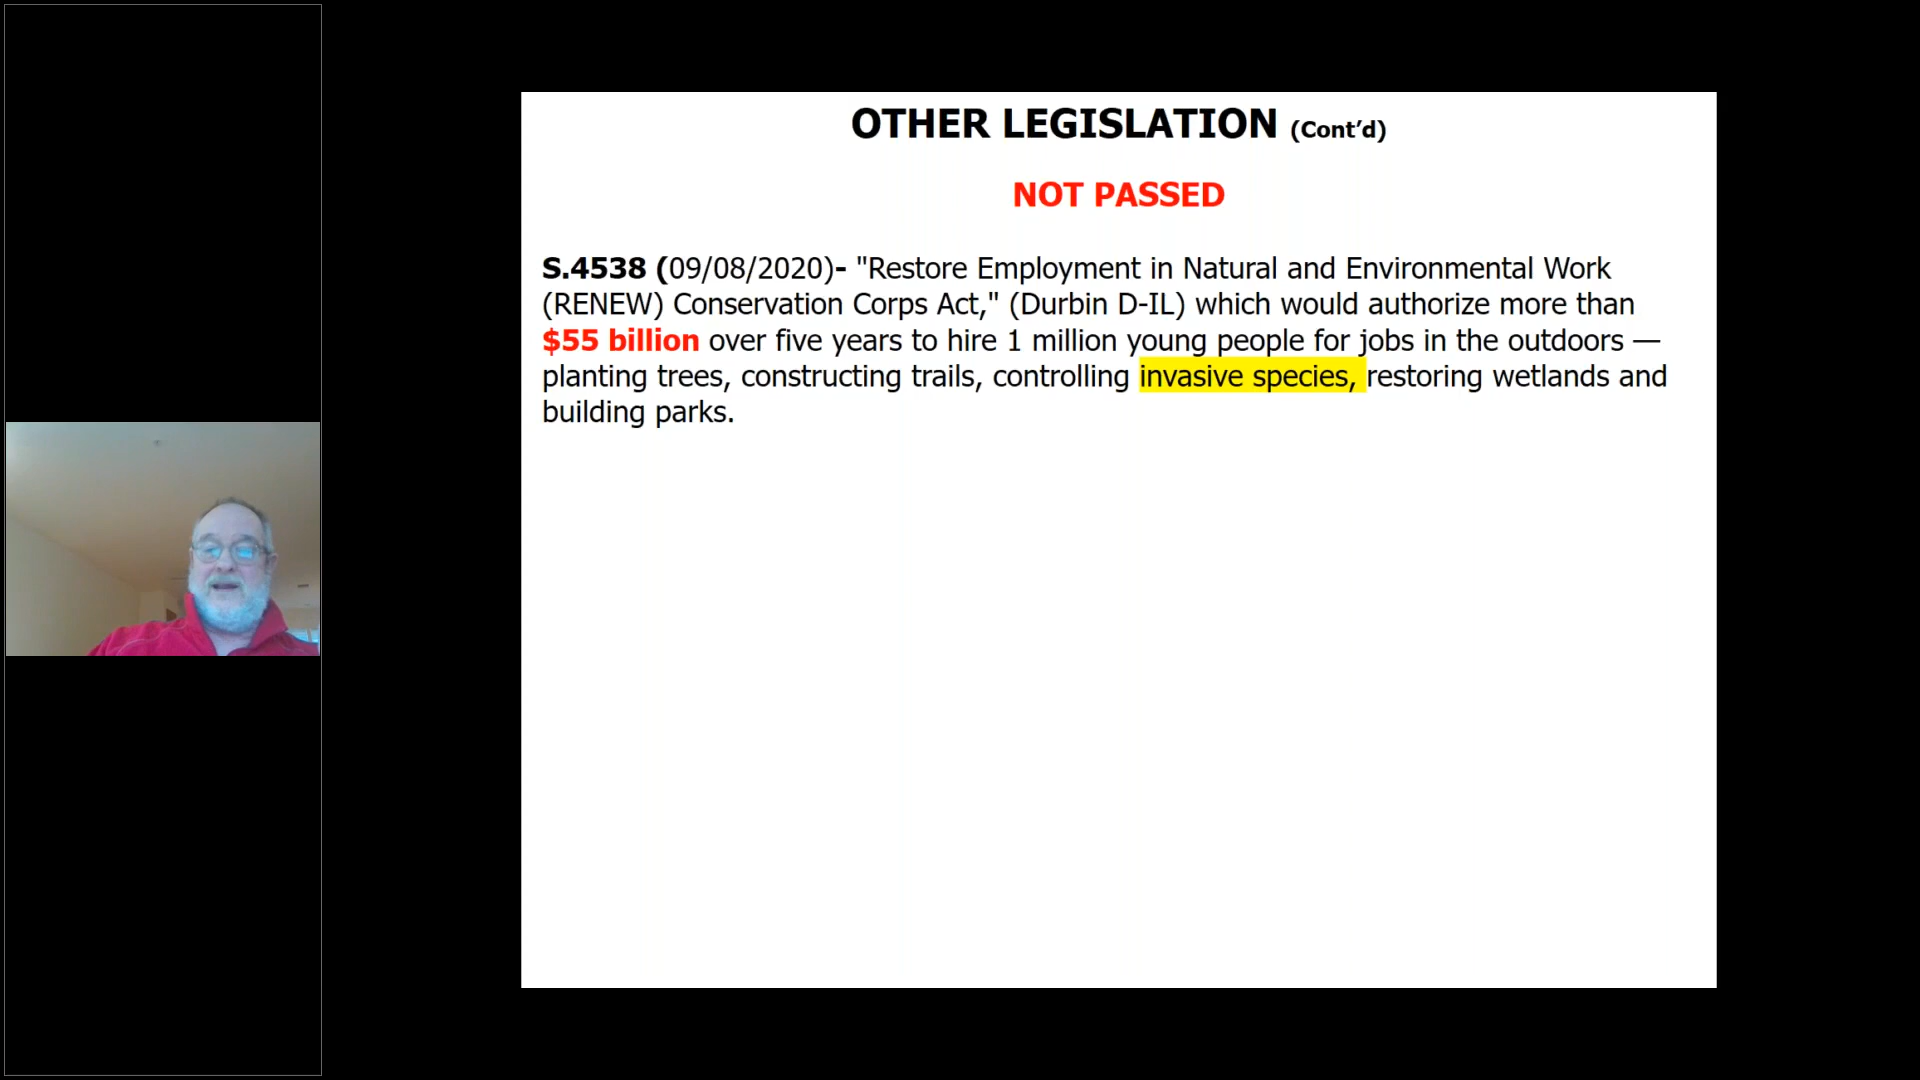 OTHER LEGISLATION (Cont’d)
NOT PASSED
S.4538 (09/08/2020)- "Restore Employment in Natural and Environmental Work
(RENEW) Conservation Corps Act," (Durbin D-IL) which would authorize more than
$55 billion over five years to hire 1 million young people for jobs in the outdoors —
planting trees, constructing trails, controlling invasive species, restoring wetlands and
building parks.